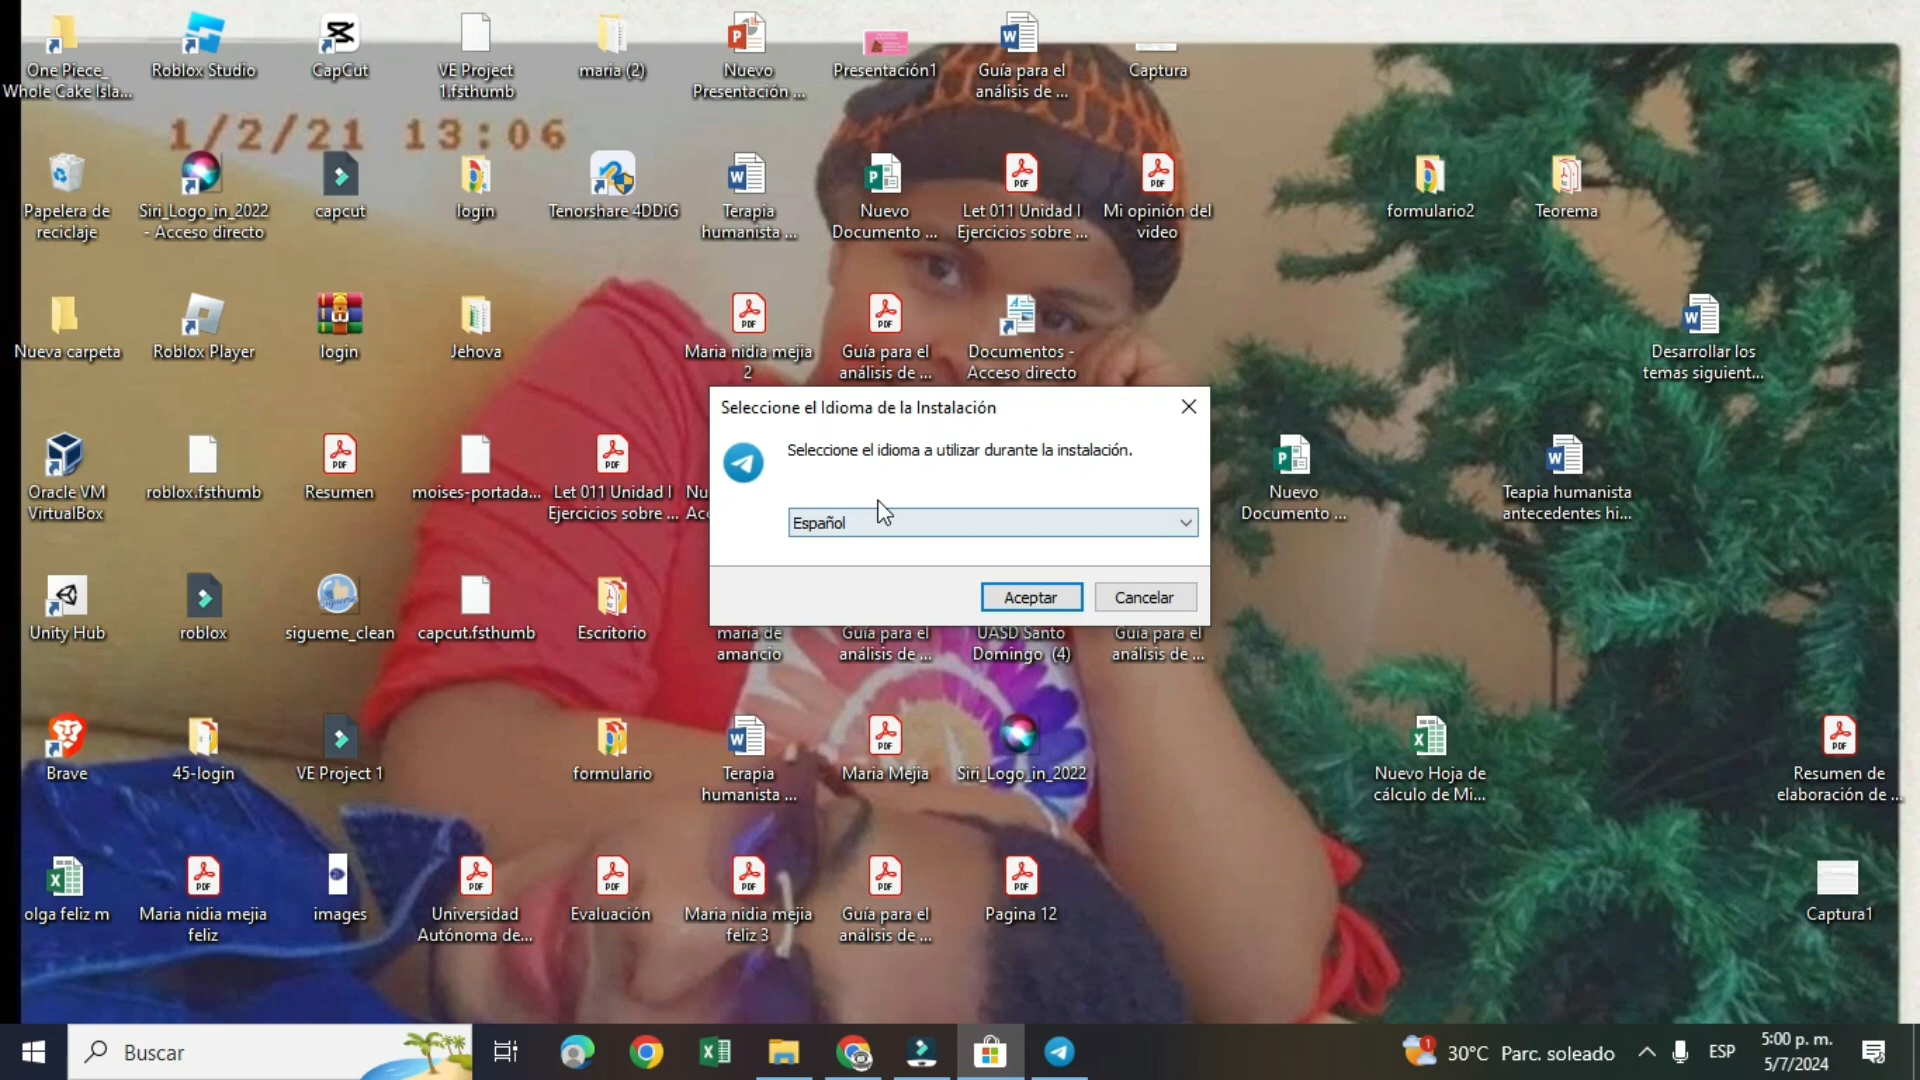 One Piece_
Whole Cake Isla...
Roblox Studio
CapCut
VE Project
1.fsthumb
maria (2)
Nuevo
Presentación ...
Presentación1
Guía para el
análisis de ...
Captura
1/2/21 13:06
Papelera de
reciclaje
Siri_Logo_in_2022
- Acceso directo
capcut
login
Tenorshare 4DDiG
Terapia
humanista ...
Nuevo
Documento ...
Let 011 Unidad I
Ejercicios sobre ...
Mi opinión del
video
formulario2
Teorema
Nueva carpeta
Roblox Player
login
Jehova
Maria nidia mejia
2
Guía para el
análisis de ...
Documentos -
Acceso directo
Desarrollar los
temas siguient...
Seleccione el Idioma de la Instalación
Seleccione el idioma a utilizar durante la instalación.
Español
Aceptar
Cancelar
Oracle VM
VirtualBox
roblox.fsthumb
Resumen
moises-portada...
Let 011 Unidad I
Ejercicios sobre ...
Nuevo
Documento ...
Teapia humanista
antecedentes hi...
Unity Hub
roblox
sigueme_clean
capcut.fsthumb
Escritorio
maria de
amancio
Guía para el
análisis de ...
UASD Santo
Domingo (4)
Guía para el
análisis de ...
Brave
45-login
VE Project 1
formulario
Terapia
humanista ...
Maria Mejia
Siri_Logo_in_2022
Nuevo Hoja de
cálculo de Mi...
Resumen de
elaboración de ...
olga feliz m
Maria nidia mejia
feliz
images
Universidad
Autónoma de...
Evaluación
Maria nidia mejia
feliz 3
Guía para el
análisis de ...
Pagina 12
Captura1
Buscar
1
30°C Parc. soleado
ESP
5:00 p. m.
5/7/2024